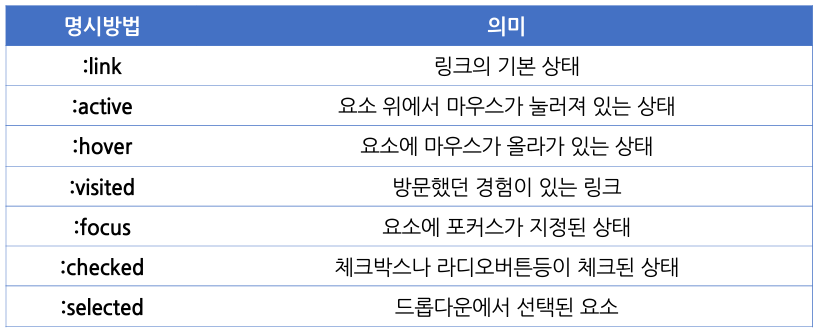 명시방법 의미
:link 링크의 기본 상태
:active 요소 위에서 마우스가 눌러져 있는 상태
:hover 요소에 마우스가 올라가 있는 상태
:visited 방문했던 경험이 있는 링크
:focus 요소에 포커스가 지정된 상태
:checked 체크박스나 라디오버튼등이 체크된 상태
:selected 드롭다운에서 선택된 요소